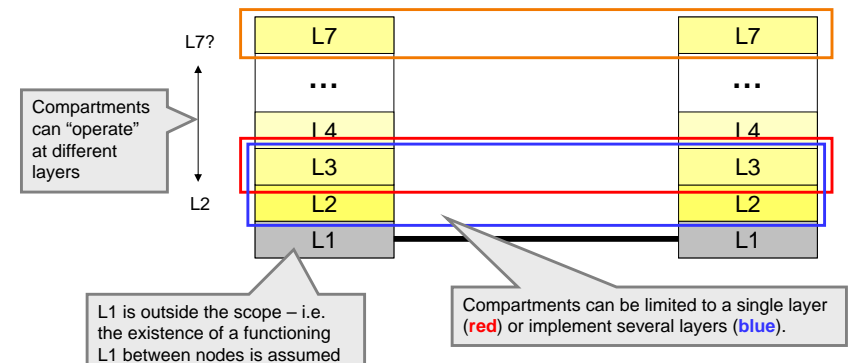 L7?
L7
L7
...
...
Compartments
can “operate”
at different
layers
L4
L4
L3
L3
L2
L2
L2
L1
L1
L1 is outside the scope – i.e.
the existence of a functioning
L1 between nodes is assumed
Compartments can be limited to a single layer
(red) or implement several layers (blue).